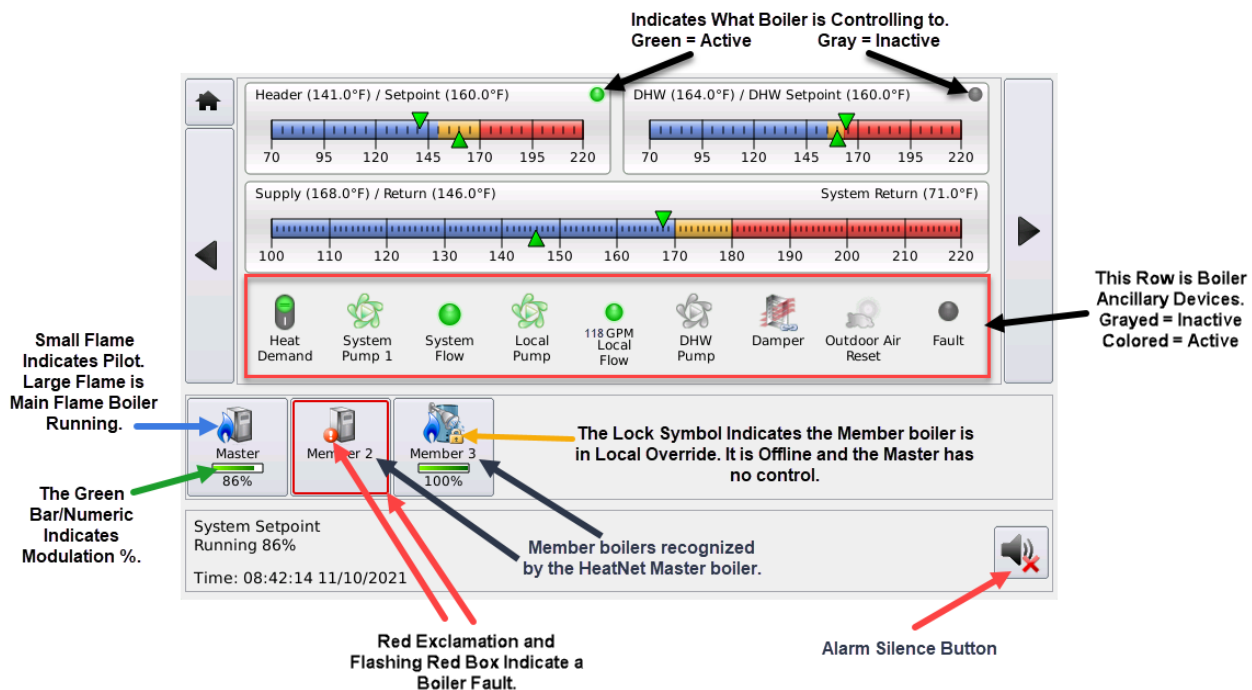 Indicates What Boiler is Controlling to.
Green = Active Gray = Inactive
Header (141.0°F) / Setpoint (160.0°F)
70 95 120 145 170 195 220
DHW (164.0°F) / DHW Setpoint (160.0°F)
70 95 120 145 170 195 220
Supply (168.0°F) / Return (146.0°F) System Return (71.0°F)
100 110 120 130 140 150 160 170 180 190 200 210 220
Heat
Demand
System
Pump 1
System
Flow
Local
Pump
118 GPM
Local
Flow
DHW
Pump
Damper
Outdoor Air
Reset
Fault
This Row is Boiler
Ancillary Devices.
Grayed = Inactive
Colored = Active
Small Flame
Indicates Pilot.
Large Flame is
Main Flame Boiler
Running.
Master
86%
Member 2
Member 3
100%
The Lock Symbol Indicates the Member boiler is
in Local Override. It is Offline and the Master has
no control.
The Green
Bar/Numeric
Indicates
Modulation %.
System Setpoint
Running 86%
Time: 08:42:14 11/10/2021
Member boilers recognized
by the HeatNet Master boiler.
Red Exclamation and
Flashing Red Box Indicate a
Boiler Fault.
Alarm Silence Button